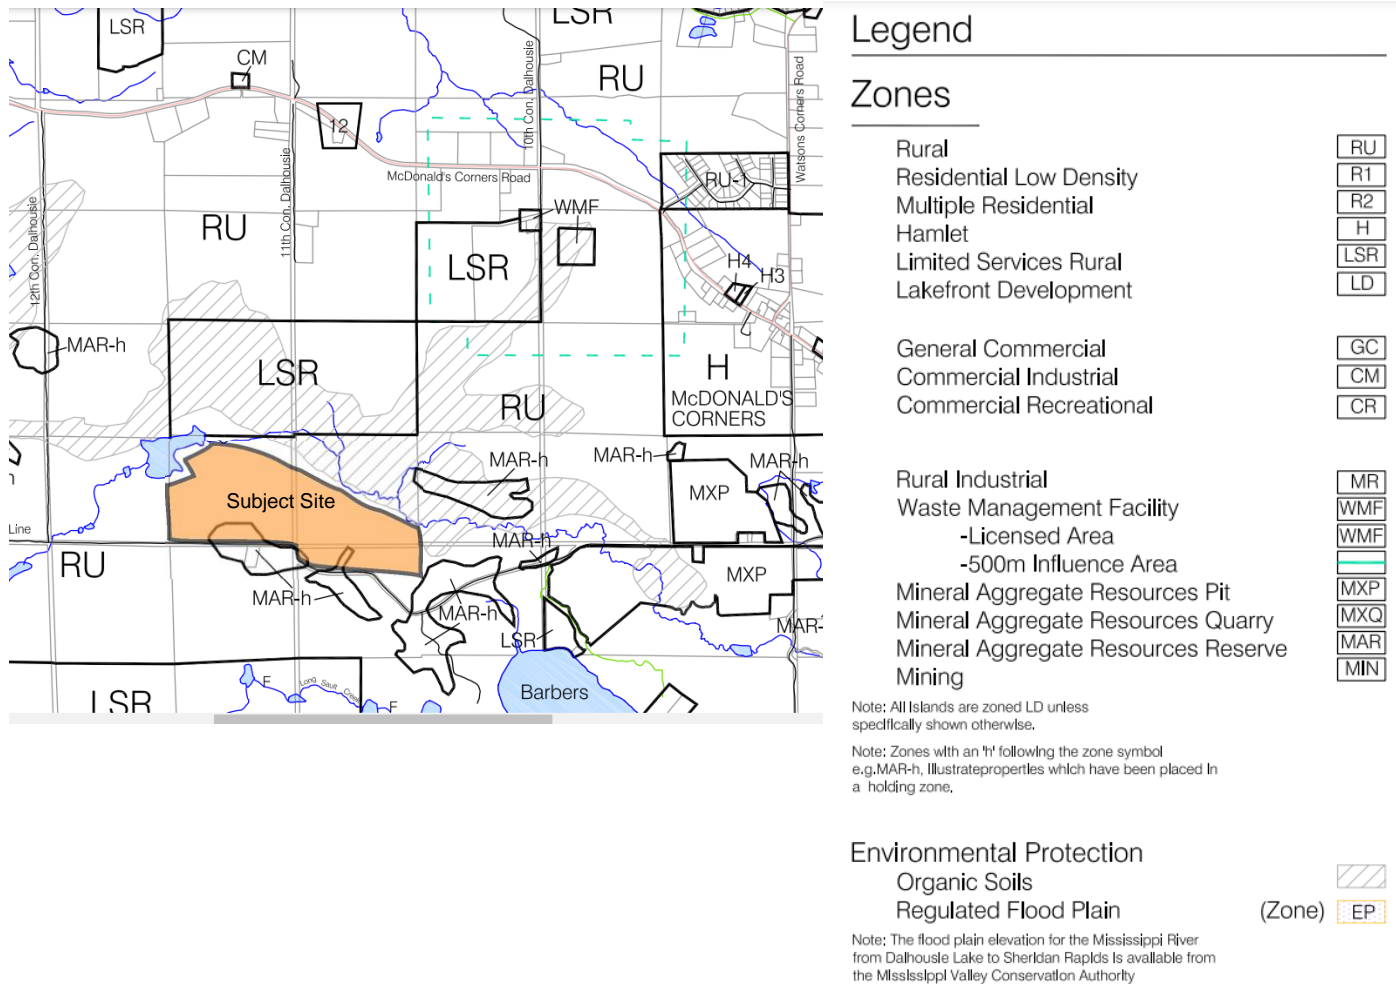 LSR
LSR
CM
RU
12
10th Con. Dalhousie
Watsons Corners Road
11th Con. Dalhousie
McDonald's Corners Road
RU-1
12th Con. Dalhousie
RU
WMF
LSR
H4
H3
MAR-h
LSR
H
RU
McDONALD'S
CORNERS
MAR-h
MAR-h
MAR-h
MXP
Subject Site
Line
MAR-h
RU
MXP
MAR-h
MAR-h
LSR
MAR-
LSR
F
Long Sault Creek
F
Barbers
Legend
Zones
Rural RU
Residential Low Density R1
Multiple Residential R2
Hamlet H
Limited Services Rural LSR
Lakefront Development LD
General Commercial GC
Commercial Industrial CM
Commercial Recreational CR
Rural Industrial MR
Waste Management Facility WMF
-Licensed Area WMF
-500m Influence Area
Mineral Aggregate Resources Pit MXP
Mineral Aggregate Resources Quarry MXQ
Mineral Aggregate Resources Reserve MAR
Mining MIN
Note: All Islands are zoned LD unless
specifically shown otherwise.
Note: Zones with an 'h' following the zone symbol
e.g.MAR-h, Illustrateproperties which have been placed in
a holding zone.
Environmental Protection
Organic Soils
Regulated Flood Plain (Zone) EP
Note: The flood plain elevation for the Mississippi River
from Dalhousie Lake to Sheridan Rapids is available from
the Mississippi Valley Conservation Authority